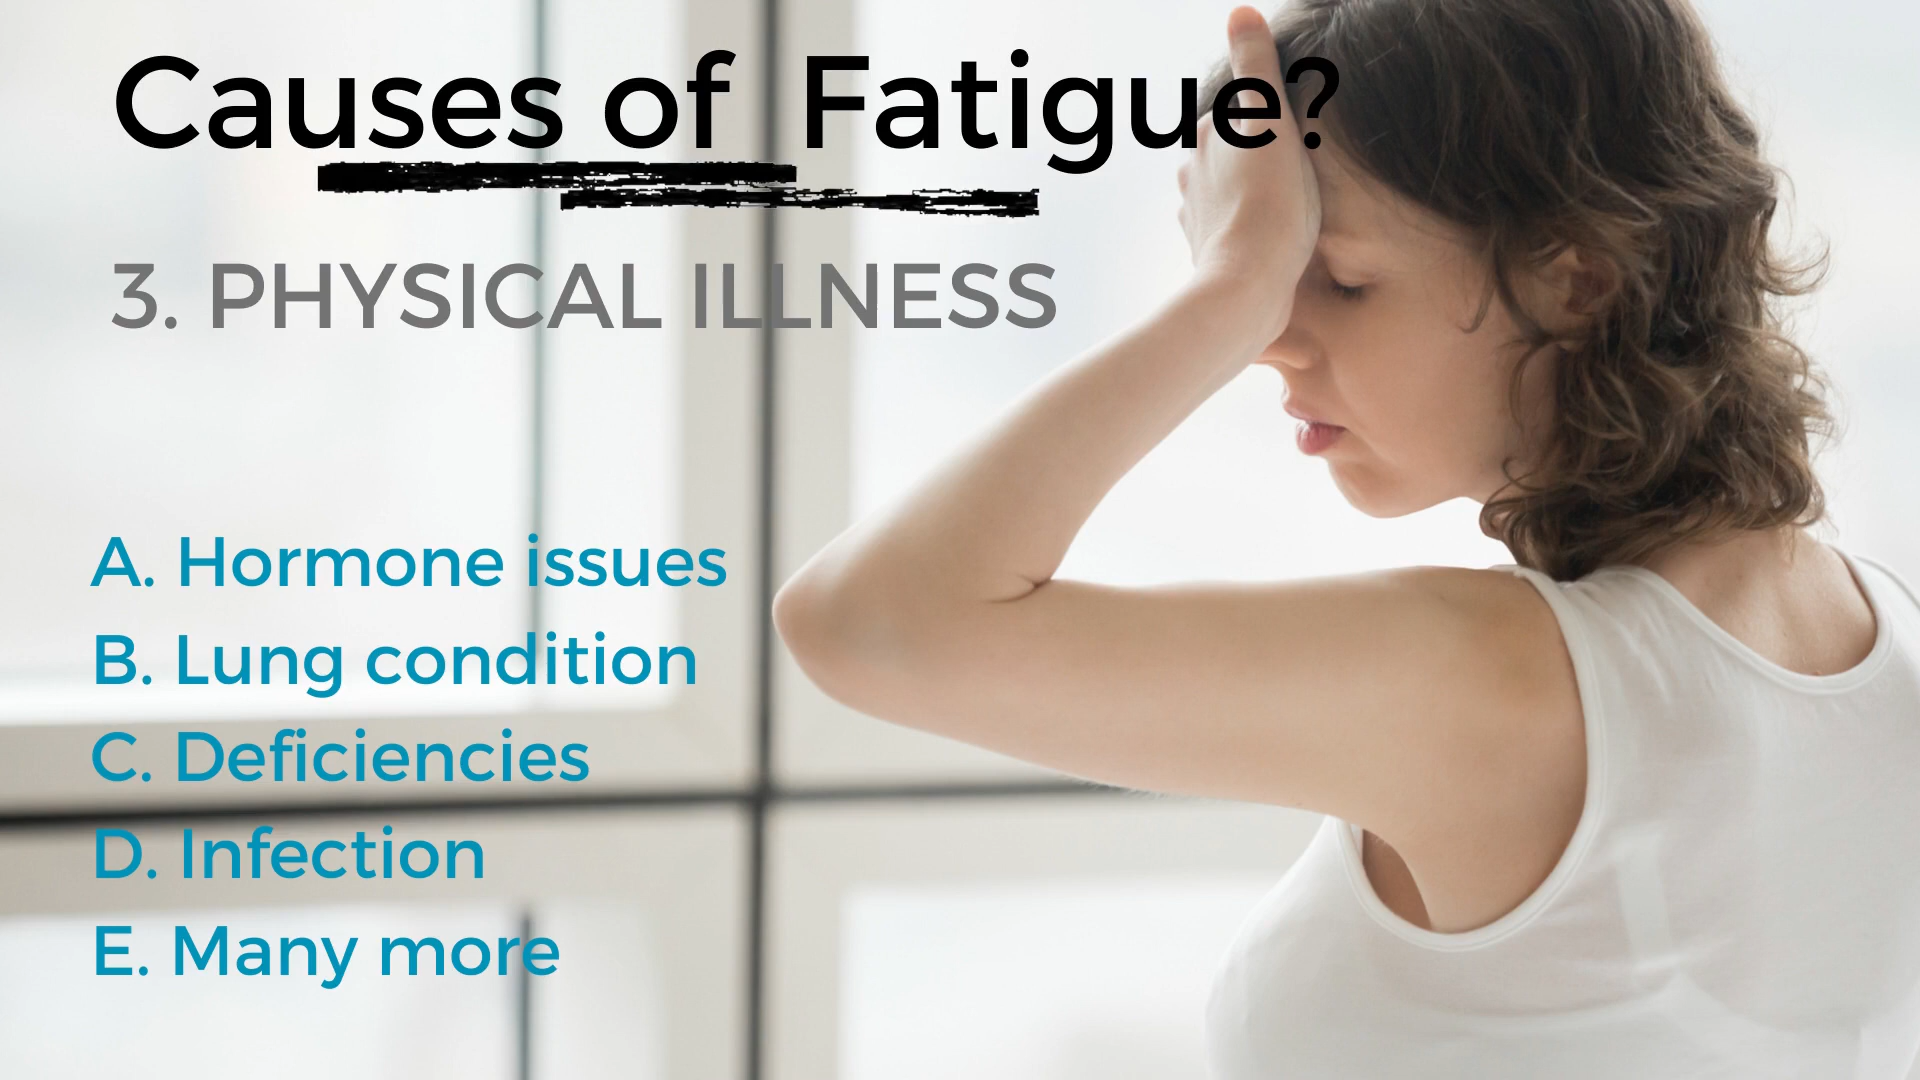 Causes of Fatigue?
3. PHYSICAL ILLNESS
A. Hormone issues
B. Lung condition
C. Deficiencies
D. Infection
E. Many more